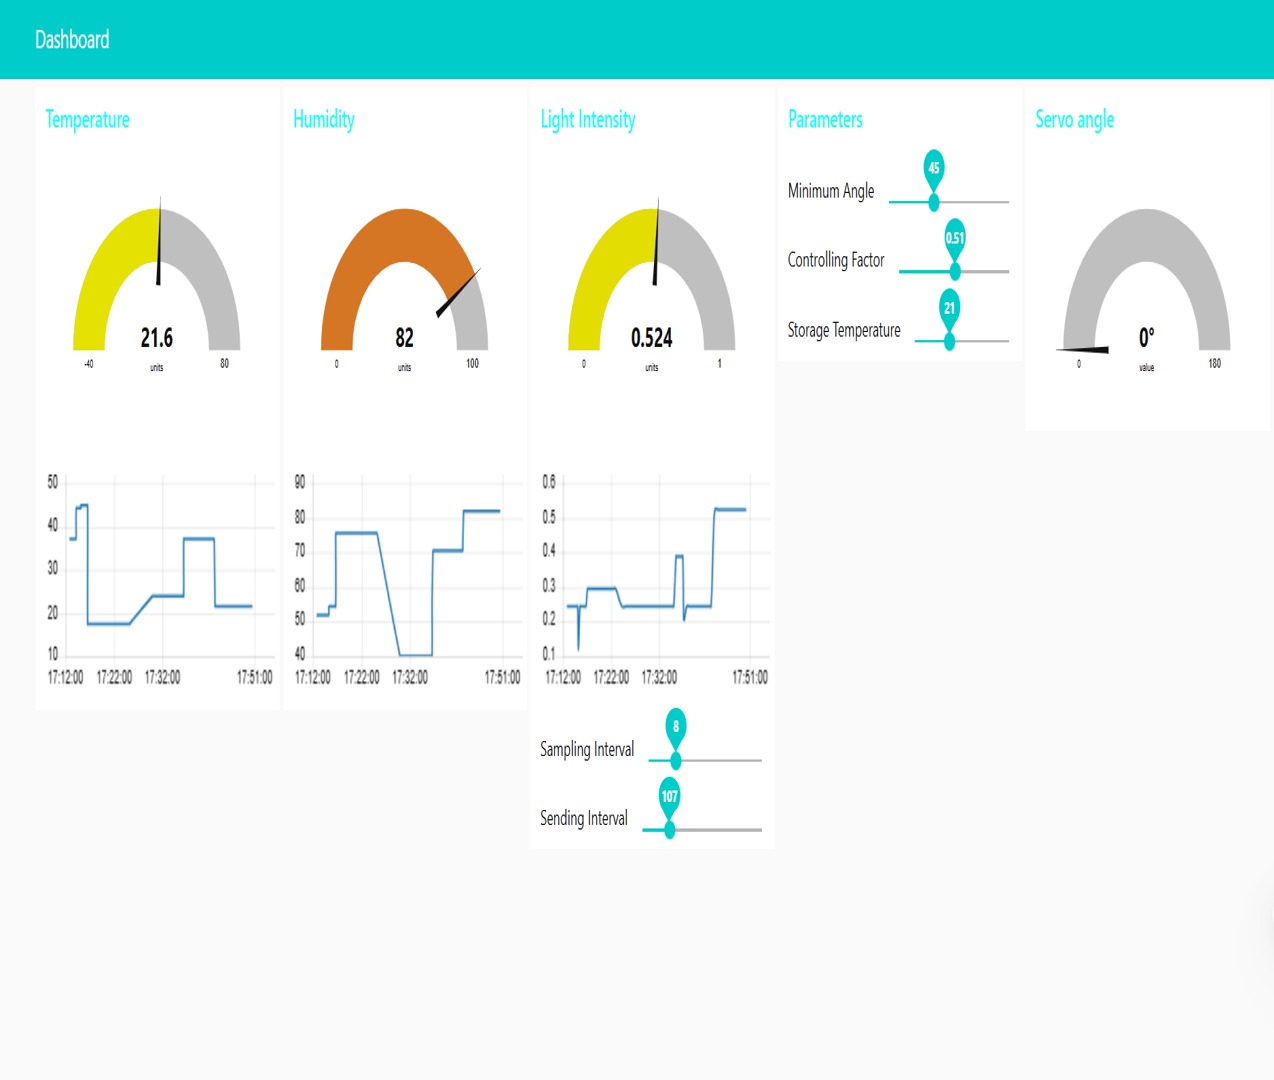 Dashboard
Temperature
21.6
-40
units
80
50
40
30
20
10
17:12:00 17:22:00 17:32:00 17:51:00
Humidity
82
0
units
100
90
80
70
60
50
40
17:12:00 17:22:00 17:32:00 17:51:00
Light Intensity
0.524
0
units
1
0.6
0.5
0.4
0.3
0.2
0.1
17:12:00 17:22:00 17:32:00 17:51:00
8
Sampling Interval
107
Sending Interval
Parameters
45
Minimum Angle
0.51
Controlling Factor
21
Storage Temperature
Servo angle
0°
0
value
180